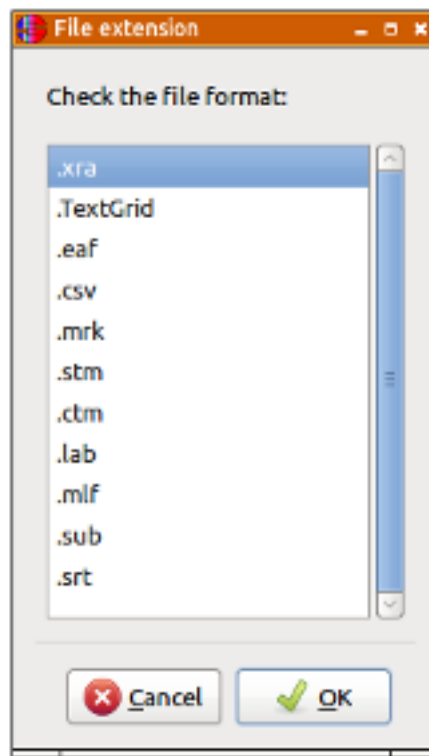 File extension
Check the file format:
.xra
.TextGrid
.eaf
.csv
.mrk
.stm
.ctm
.lab
.mlf
.sub
.srt
Cancel
OK